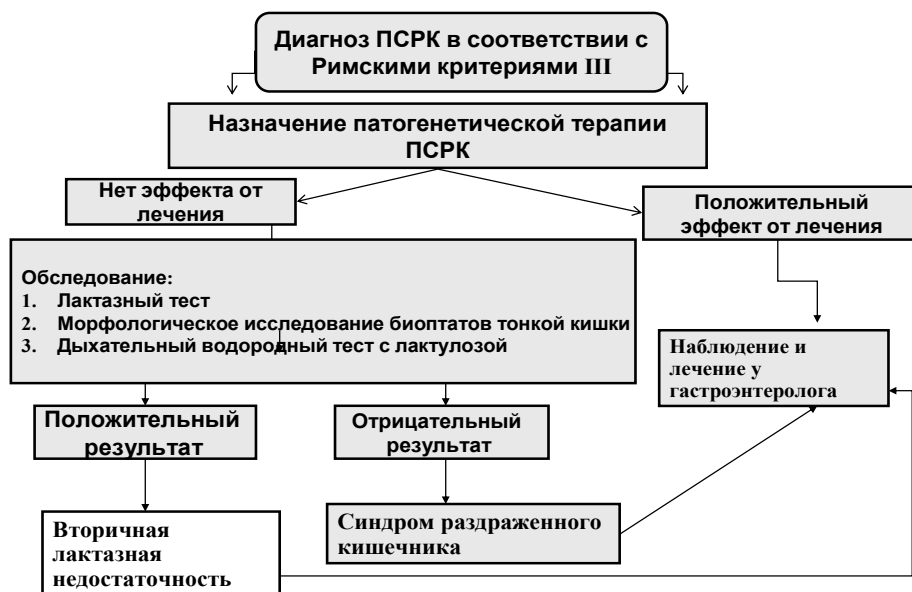 Диагноз ПСРК в соответствии с
Римскими критериями III
Назначение патогенетической терапии
ПСРК
Нет эффекта от
лечения
Положительный
эффект от лечения
Обследование:
1. Лактазный тест
2. Морфологическое исследование биоптатов тонкой кишки
3. Дыхательный водородный тест с лактулозой
Наблюдение и
лечение у
гастроэнтеролога
Положительный
результат
Отрицательный
результат
Синдром раздраженного
кишечника
Вторичная
лактазная
недостаточность